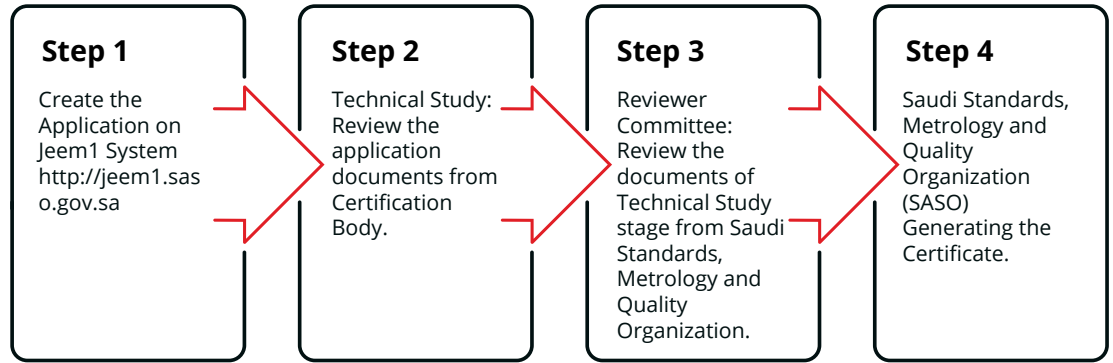 Step 1
Create the
Application on
Jeem1 System
http://jeem1.sas
o.gov.sa
Step 2
Technical Study:
Review the
application
documents from
Certification
Body.
Step 3
Reviewer
Committee:
Review the
documents of
Technical Study
stage from Saudi
Standards,
Metrology and
Quality
Organization.
Step 4
Saudi Standards,
Metrology and
Quality
Organization
(SASO)
Generating the
Certificate.